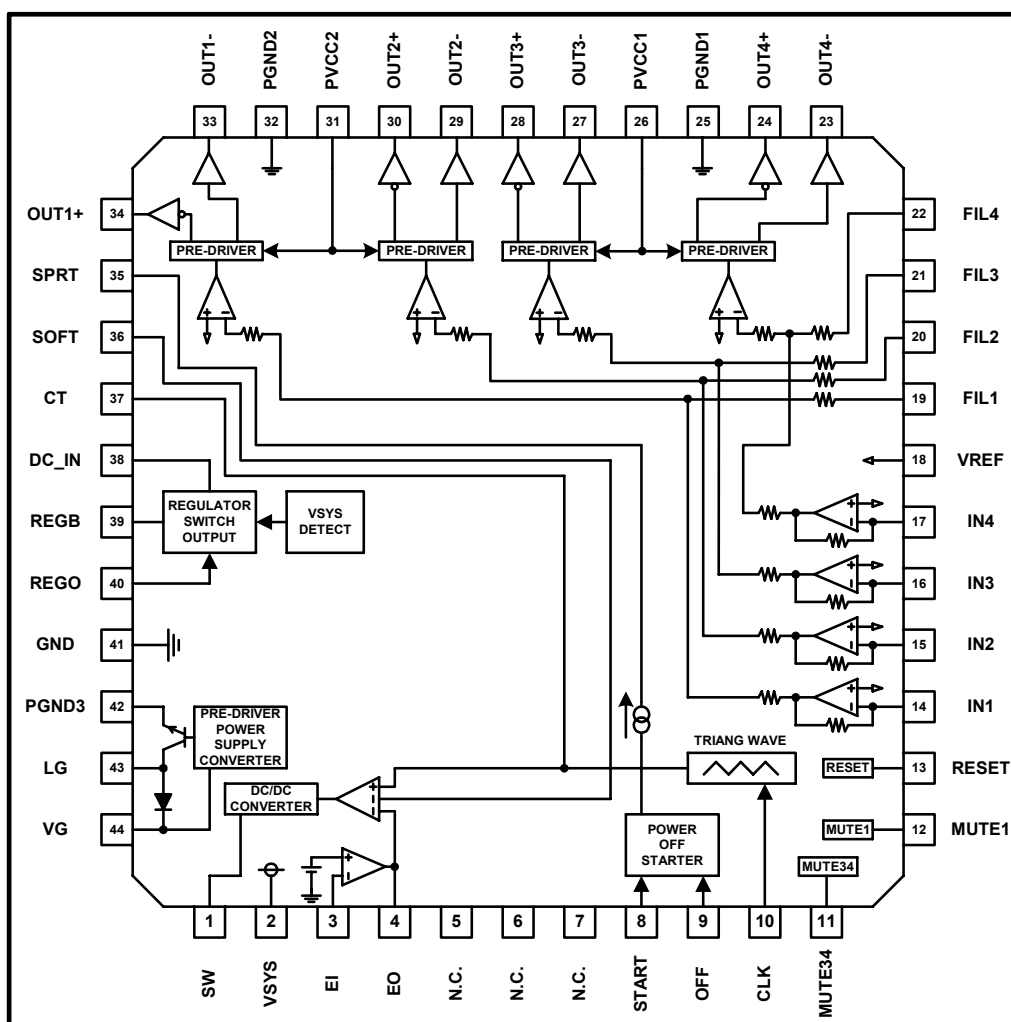 OUT1-
PGND2
PVCC2
OUT2+
OUT2-
OUT3+
OUT3-
PVCC1
PGND1
OUT4+
OUT4-
33
32
31
30
29
28
27
26
25
24
23
OUT1+
34
PRE-DRIVER
PRE-DRIVER
PRE-DRIVER
PRE-DRIVER
22
FIL4
SPRT
35
21
FIL3
+ -
+ -
+ -
+ -
SOFT
36
20
FIL2
CT
37
19
FIL1
DC_IN
38
18
VREF
REGB
39
REGULATOR
SWITCH
OUTPUT
VSYS
DETECT
+
-
17
IN4
REGO
40
+
-
16
IN3
GND
41
+
-
15
IN2
PGND3
42
PRE-DRIVER
POWER
SUPPLY
CONVERTER
+
-
14
IN1
LG
43
TRIANG WAVE
RESET
13
RESET
VG
44
DC/DC
CONVERTER
+
-
-
POWER
OFF
STARTER
MUTE1
12
MUTE1
+
-
MUTE34
1
2
3
4
5
6
7
8
9
10
11
SW
VSYS
EI
EO
N.C.
N.C.
N.C.
START
OFF
CLK
MUTE34